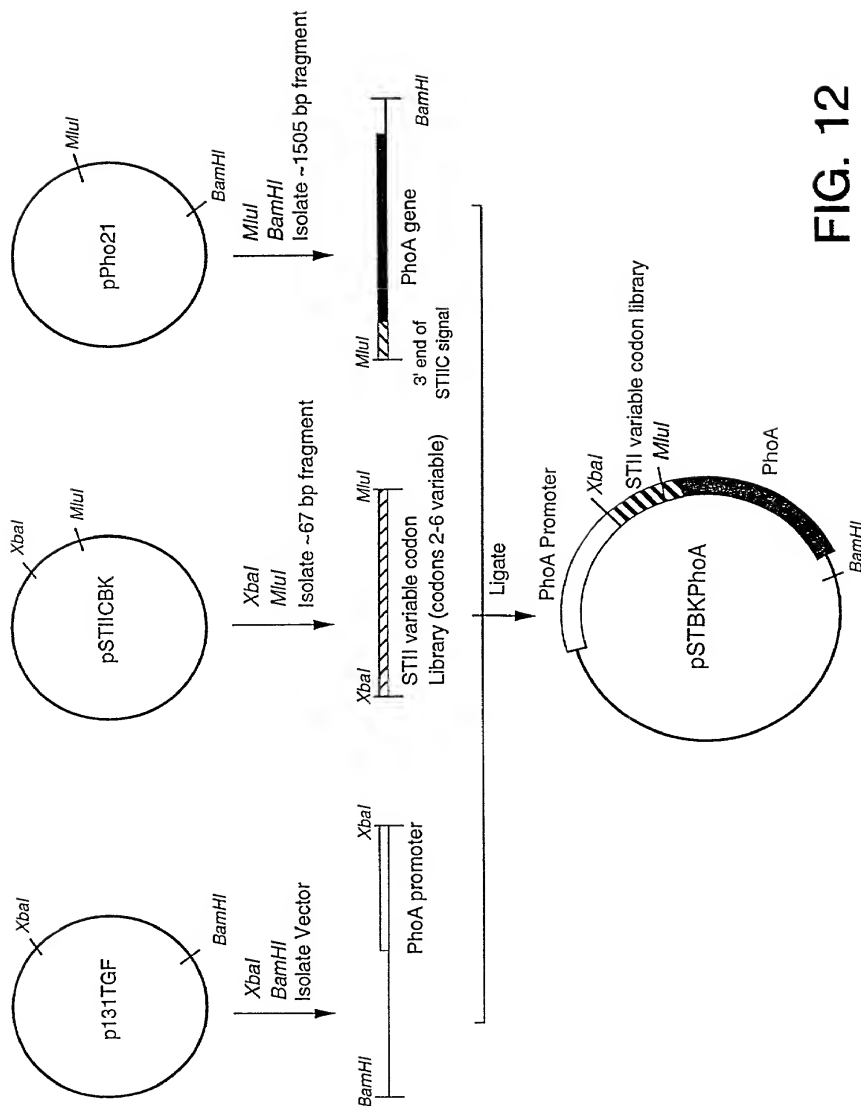 XbaI
p131TGF
BamHI
XbaI
BamHI
Isolate Vector
BamHI
XbaI
PhoA promoter
XbaI
MluI
pSTIICBK
XbaI
MluI
Isolate ~67 bp fragment
XbaI
MluI
STII variable codon
Library (codons 2-6 variable)
MluI
pPho21
BamHI
MluI
BamHI
Isolate ~1505 bp fragment
MluI
BamHI
PhoA gene
3' end of
STIIC signal
Ligate
PhoA Promoter
XbaI
STII variable codon library
MluI
PhoA
pSTBKPhoA
BamHI
FIG. 12